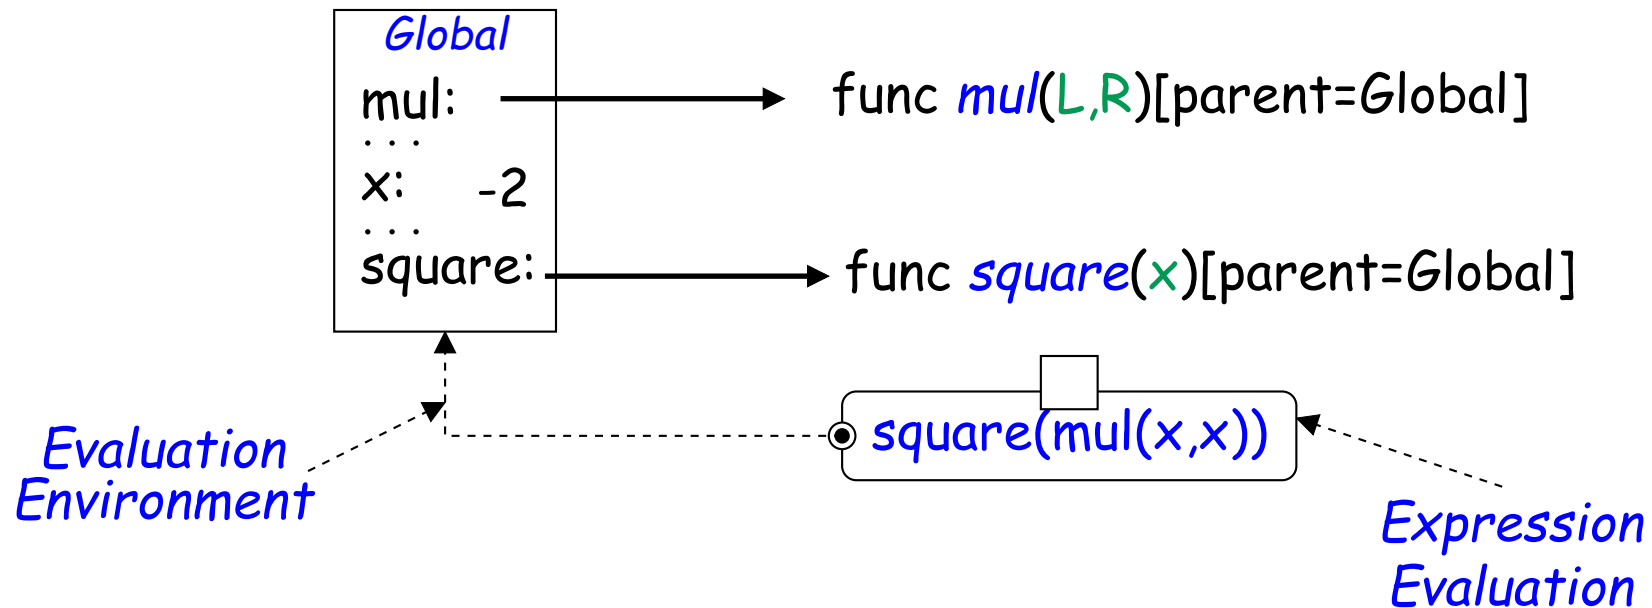 Global
mul:
func mul(L,R)[parent=Global]
. . .
x: -2
. . .
square:
func square(x)[parent=Global]
square(mul(x,x))
Evaluation
Environment
Expression
Evaluation